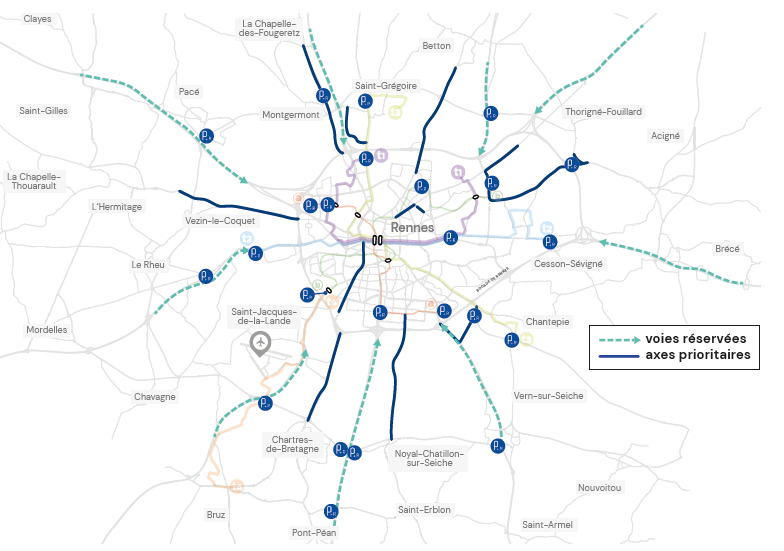 Clayes
La Chapelle-
des-Fougeretz
Betton
Pacé
Saint-Grégoire
Saint-Gilles
Montgermont
Thorigné-Fouillard
Acigné
La Chapelle-
Thouarault
L'Hermitage
Vezin-le-Coquet
Rennes
Brécé
Le Rheu
Cesson-Sévigné
Saint-Jacques-
de-la-Lande
Mordelles
Chantepie
voies réservées
axes prioritaires
Chavagne
Vern-sur-Seiche
Chartres-
de-Bretagne
Noyal-Chatillon-
sur-Seiche
Nouvoitou
Bruz
Saint-Erblon
Saint-Armel
Pont-Péan